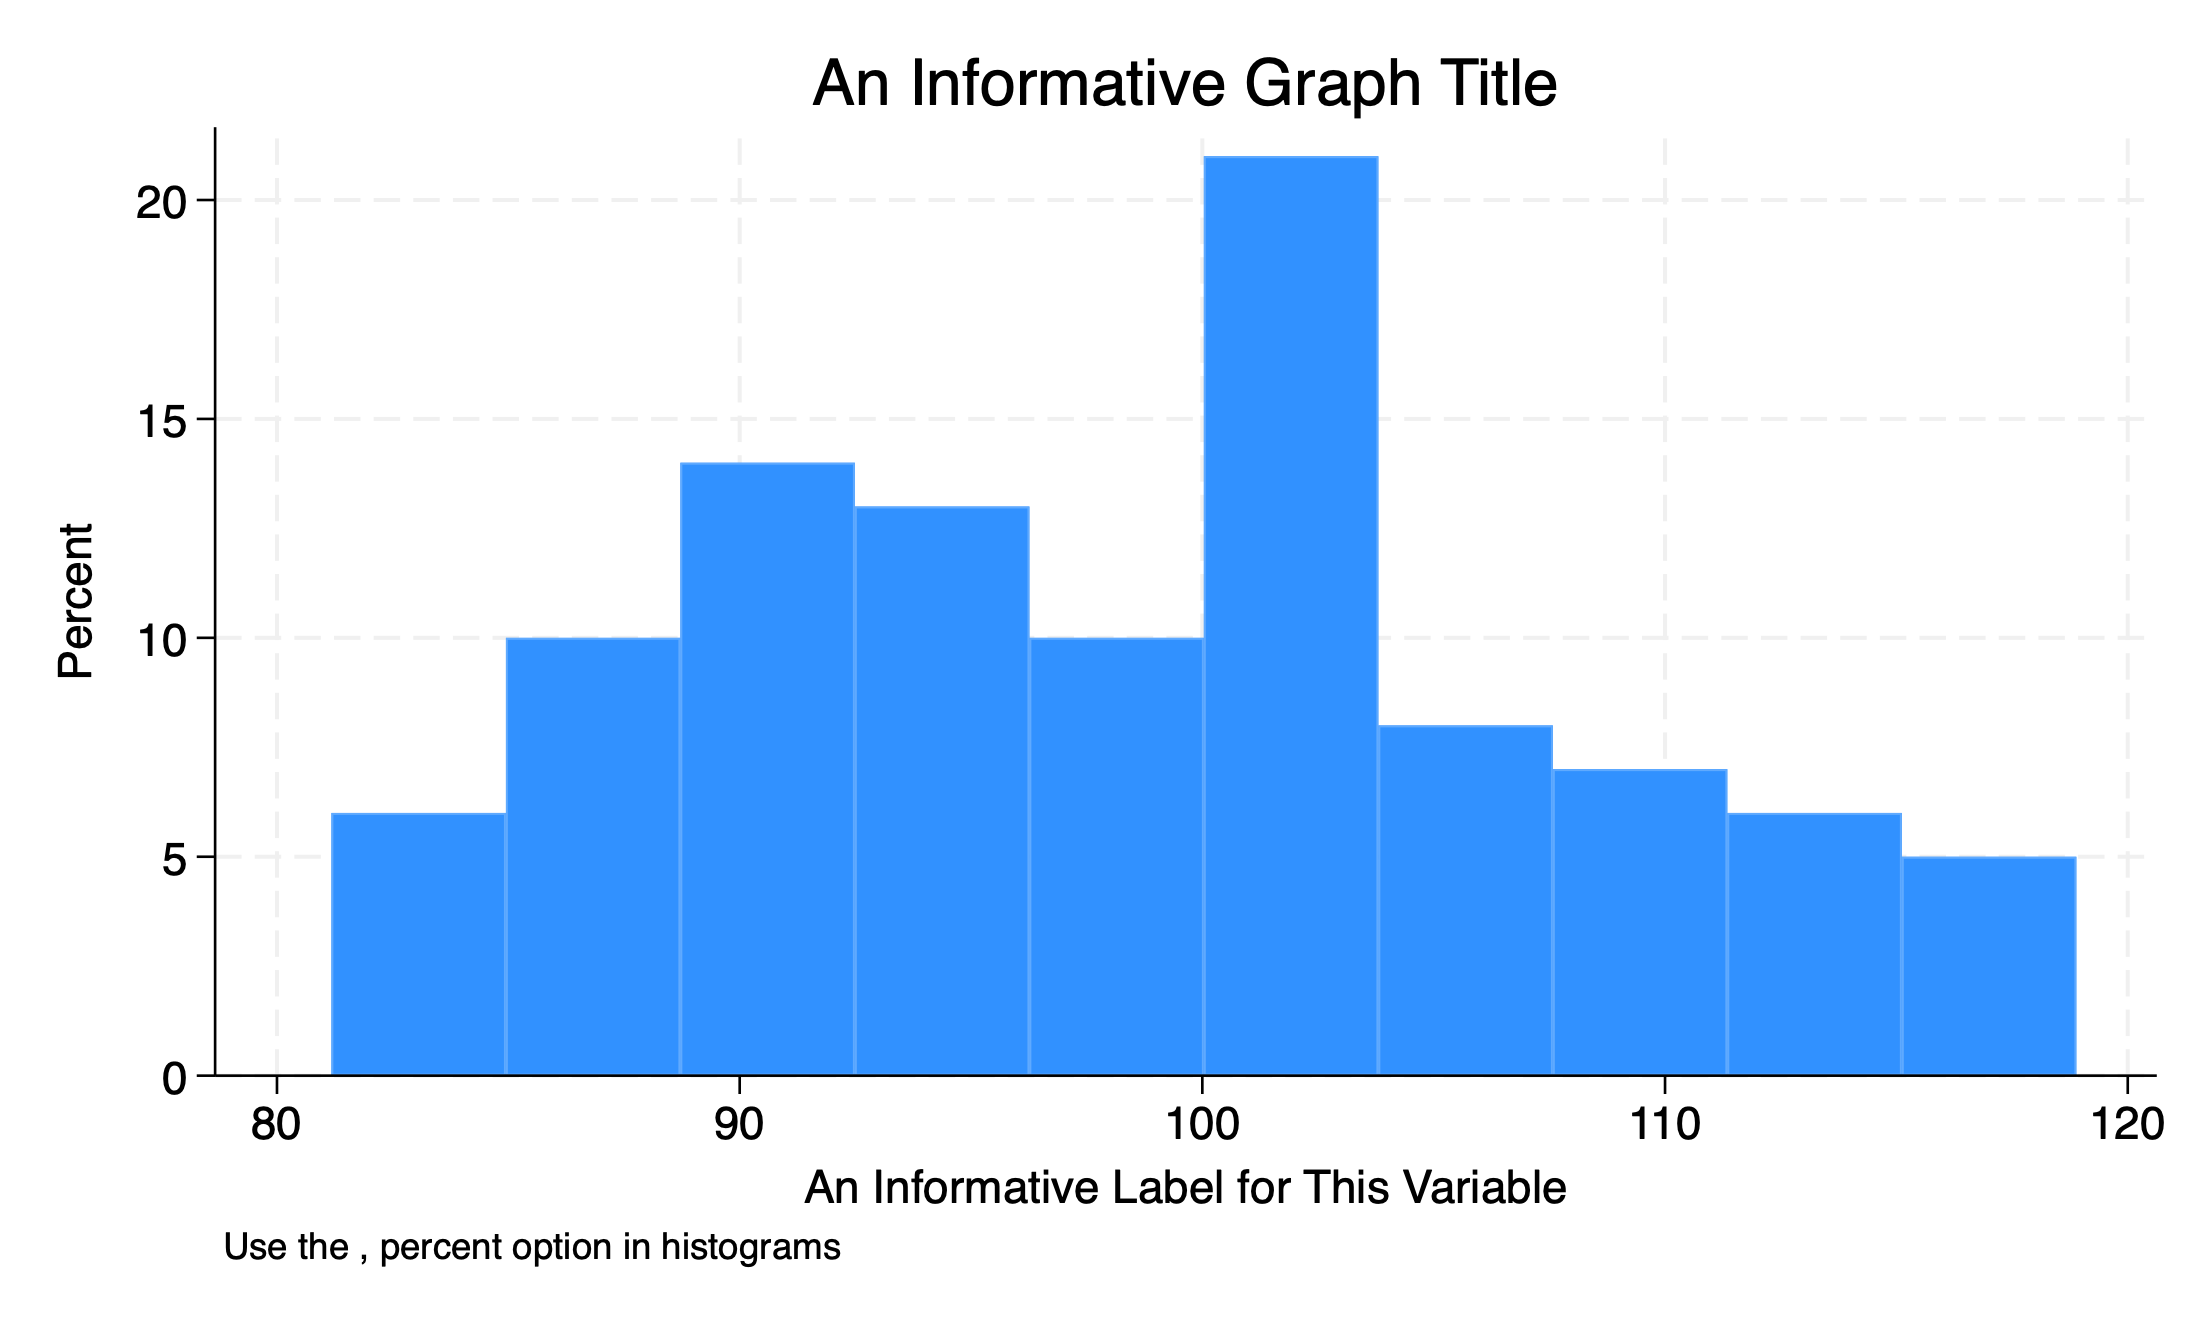 An Informative Graph Title
20
15
10
5
0
Percent
80 90 100 110 120
An Informative Label for This Variable
Use the , percent option in histograms